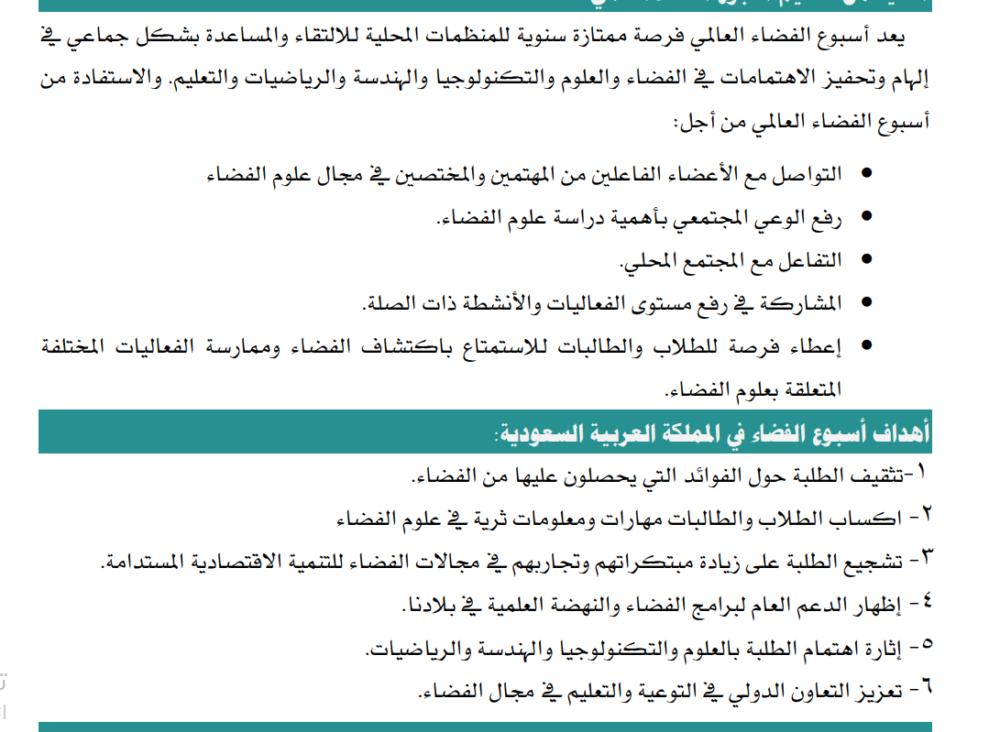 يعد أسبوع الفضاء العالمي فرصة ممتازة سنوية للمنظمات المحلية للالتقاء والمساعدة بشكل جماعي في
إلهام وتحفيز الاهتمامات في الفضاء والعلوم والتكنولوجيا والهندسة والرياضيات والتعليم. والاستفادة من
أسبوع الفضاء العالمي من أجل:
● التواصل مع الأعضاء الفاعلين من المهتمين والمختصين في مجال علوم الفضاء
● رفع الوعي المجتمعي بأهمية دراسة علوم الفضاء.
● التفاعل مع المجتمع المحلي.
● المشاركة في رفع مستوى الفعاليات والأنشطة ذات الصلة.
● إعطاء فرصة للطلاب والطالبات للاستمتاع باكتشاف الفضاء وممارسة الفعاليات المختلفة
المتعلقة بعلوم الفضاء.
أهداف أسبوع الفضاء في المملكة العربية السعودية:
١-تثقيف الطلبة حول الفوائد التي يحصلون عليها من الفضاء.
٢- اكساب الطلاب والطالبات مهارات ومعلومات ثرية في علوم الفضاء
٣- تشجيع الطلبة على زيادة مبتكراتهم وتجاربهم في مجالات الفضاء للتنمية الاقتصادية المستدامة.
٤- إظهار الدعم العام لبرامج الفضاء والنهضة العلمية في بلادنا.
٥- إثارة اهتمام الطلبة بالعلوم والتكنولوجيا والهندسة والرياضيات.
٦- تعزيز التعاون الدولي في التوعية والتعليم في مجال الفضاء.